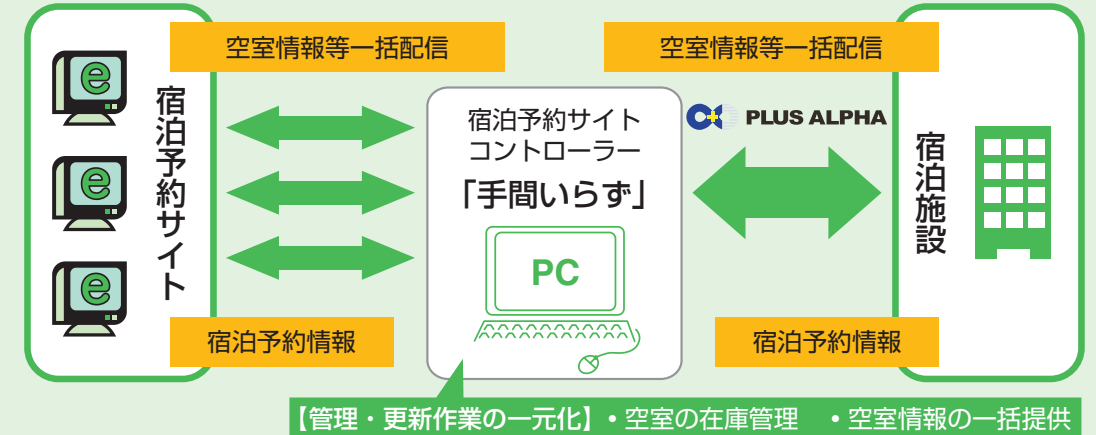 空室情報等一括配信
空室情報等一括配信
e
e
e
宿泊予約サイト
宿泊予約サイト
コントローラー
「手間いらず」
PC
C+ PLUS ALPHA
宿泊施設
宿泊予約情報
宿泊予約情報
【管理・更新作業の一元化】・空室の在庫管理 ・空室情報の一括提供